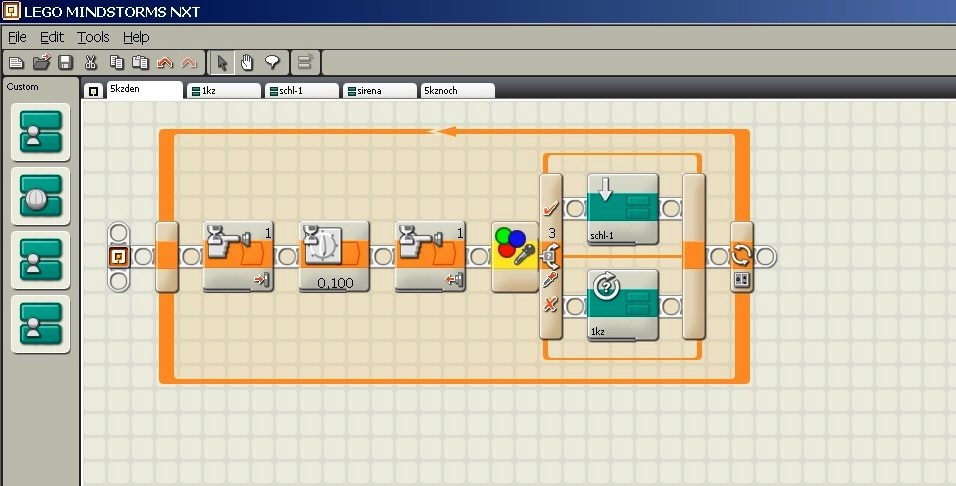 LEGO MINDSTORMS NXT
File Edit Tools Help
Custom
5kzden 1kz schl-1 sirena 5kznoch
schl-1
1 1 3
0,100
1kz